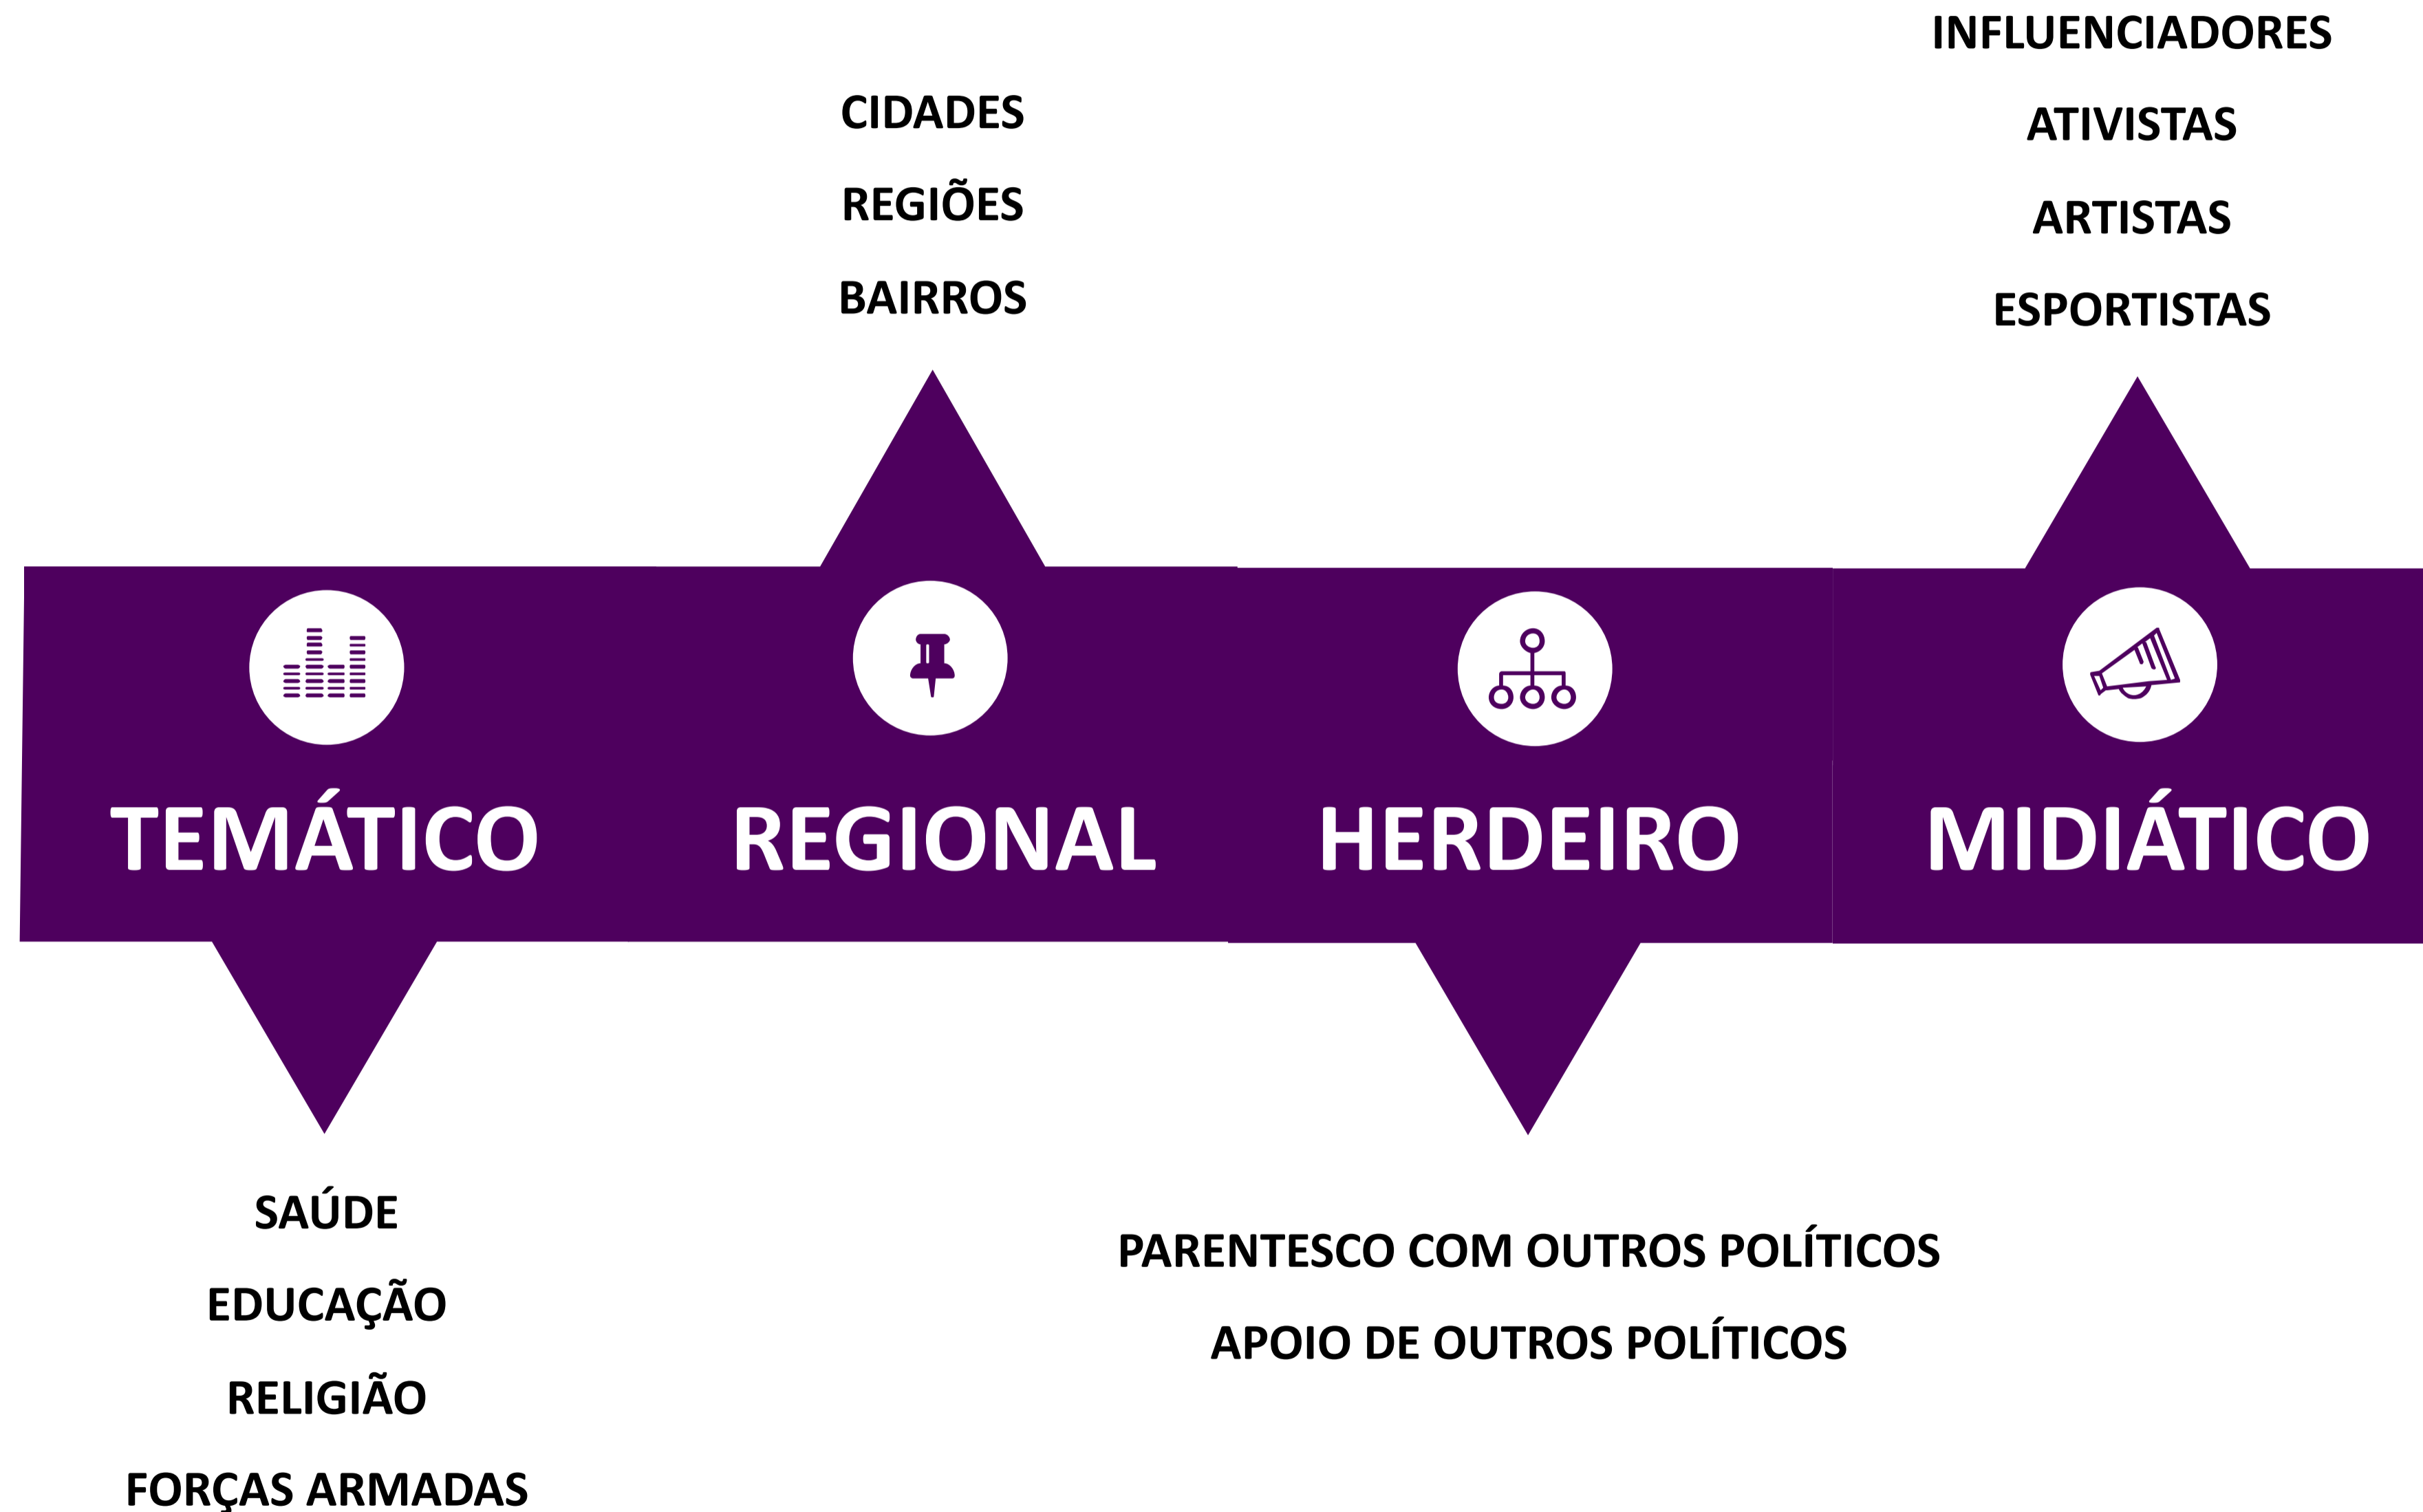 INFLUENCIADORES
ATIVISTAS
ARTISTAS
ESPORTISTAS
CIDADES
REGIÕES
BAIRROS
TEMÁTICO
REGIONAL
HERDEIRO
MIDIÁTICO
SAÚDE
EDUCAÇÃO
RELIGIÃO
FORÇAS ARMADAS
PARENTESCO COM OUTROS POLÍTICOS
APOIO DE OUTROS POLÍTICOS